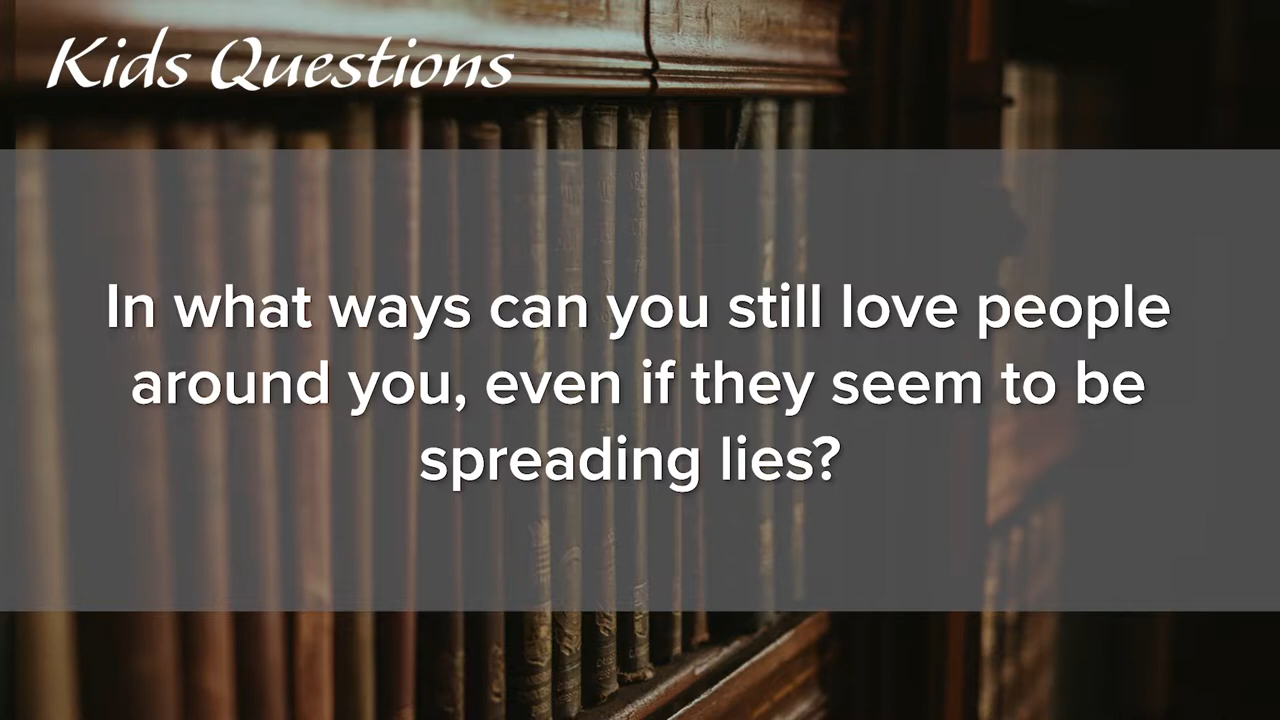 Kids Questions
In what ways can you still love people
around you, even if they seem to be
spreading lies?